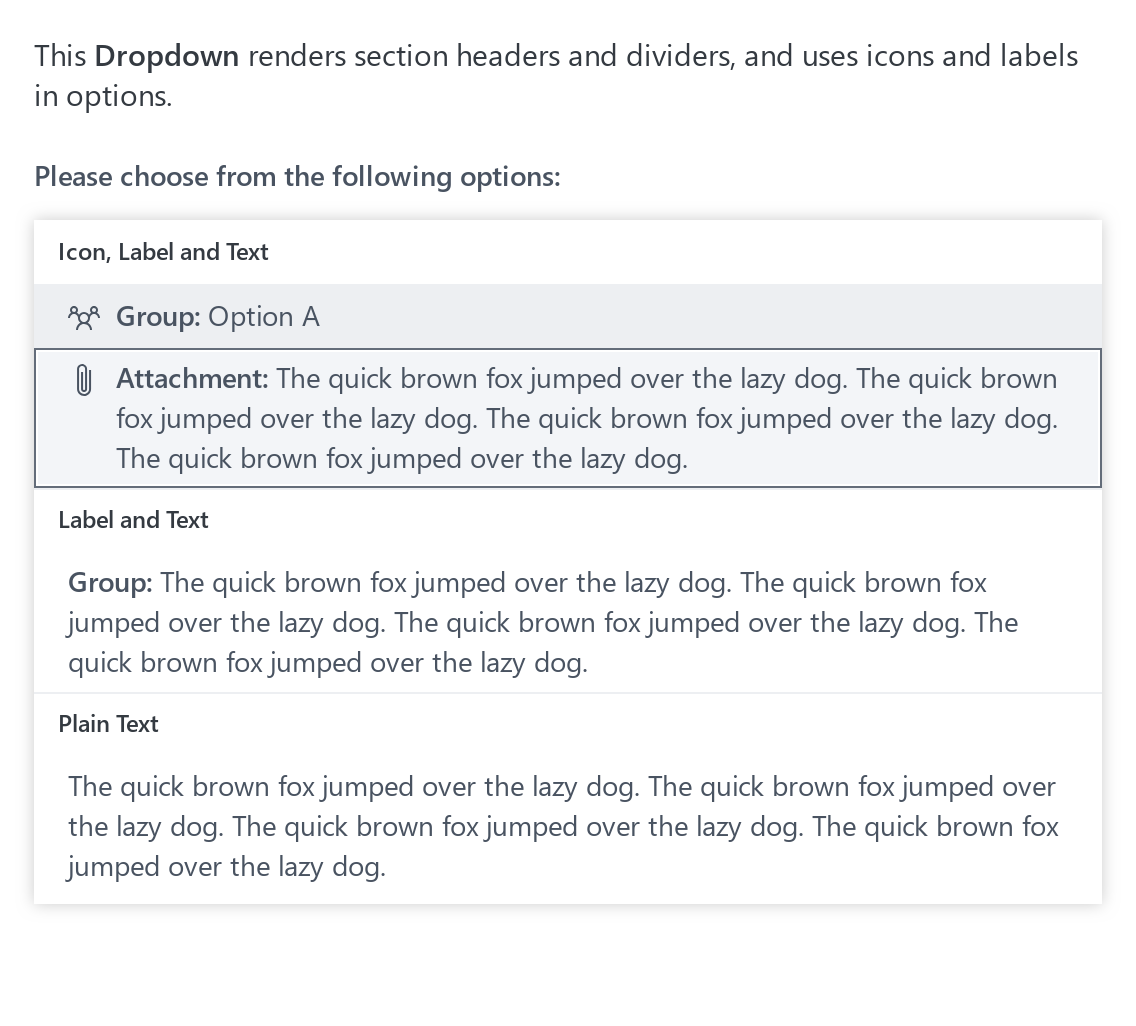 This Dropdown renders section headers and dividers, and uses icons and labels
in options.
Please choose from the following options:
Icon, Label and Text
Group: Option A
Attachment: The quick brown fox jumped over the lazy dog. The quick brown
fox jumped over the lazy dog. The quick brown fox jumped over the lazy dog.
The quick brown fox jumped over the lazy dog.
Label and Text
Group: The quick brown fox jumped over the lazy dog. The quick brown fox
jumped over the lazy dog. The quick brown fox jumped over the lazy dog. The
quick brown fox jumped over the lazy dog.
Plain Text
The quick brown fox jumped over the lazy dog. The quick brown fox jumped over
the lazy dog. The quick brown fox jumped over the lazy dog. The quick brown fox
jumped over the lazy dog.